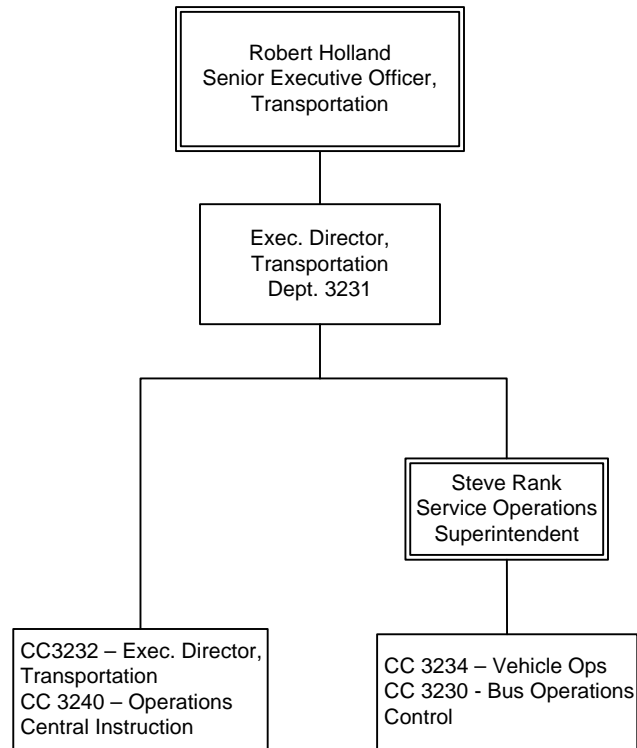 Robert Holland
Senior Executive Officer,
Transportation
Exec. Director,
Transportation
Dept. 3231
Steve Rank
Service Operations
Superintendent
CC3232 – Exec. Director,
Transportation
CC 3240 – Operations
Central Instruction
CC 3234 – Vehicle Ops
CC 3230 - Bus Operations
Control